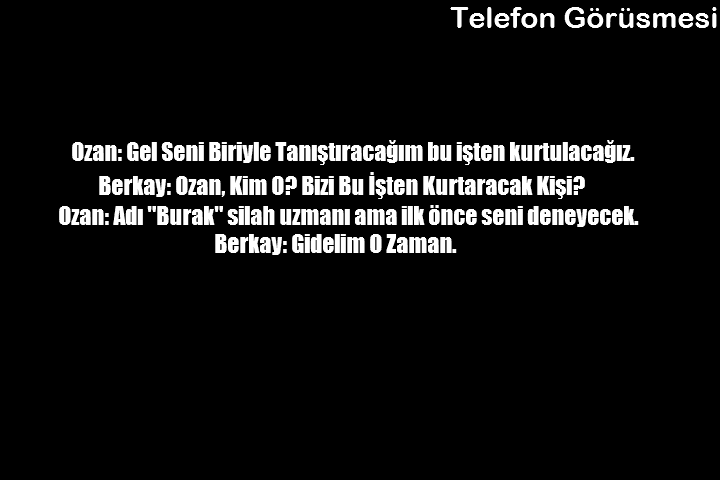 Telefon Görüsmesi
Ozan: Gel Seni Biriyle Tanıştıracağım bu işten kurtulacağız.
Berkay: Ozan, Kim O? Bizi Bu İşten Kurtaracak Kişi?
Ozan: Adı "Burak" silah uzmanı ama ilk önce seni deneyecek.
Berkay: Gidelim O Zaman.